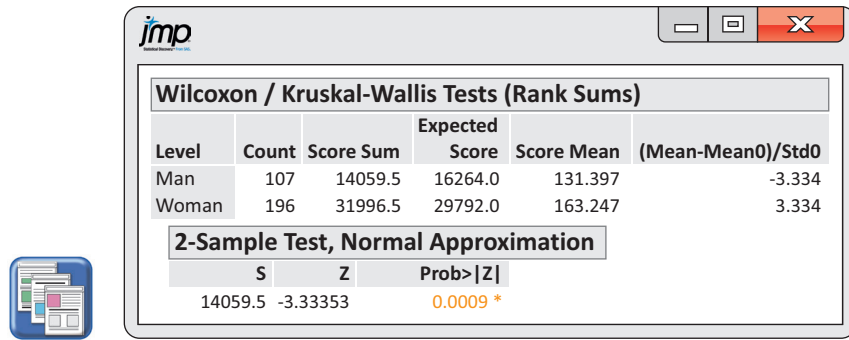 jmp
Wilcoxon / Kruskal-Wallis Tests (Rank Sums)
Expected
Level Count Score Sum Score Score Mean (Mean-Mean0)/Std0
Man 107 14059.5 16264.0 131.397 -3.334
Woman 196 31996.5 29792.0 163.247 3.334
2-Sample Test, Normal Approximation
S Z Prob>|Z|
14059.5 -3.33353 0.0009 *